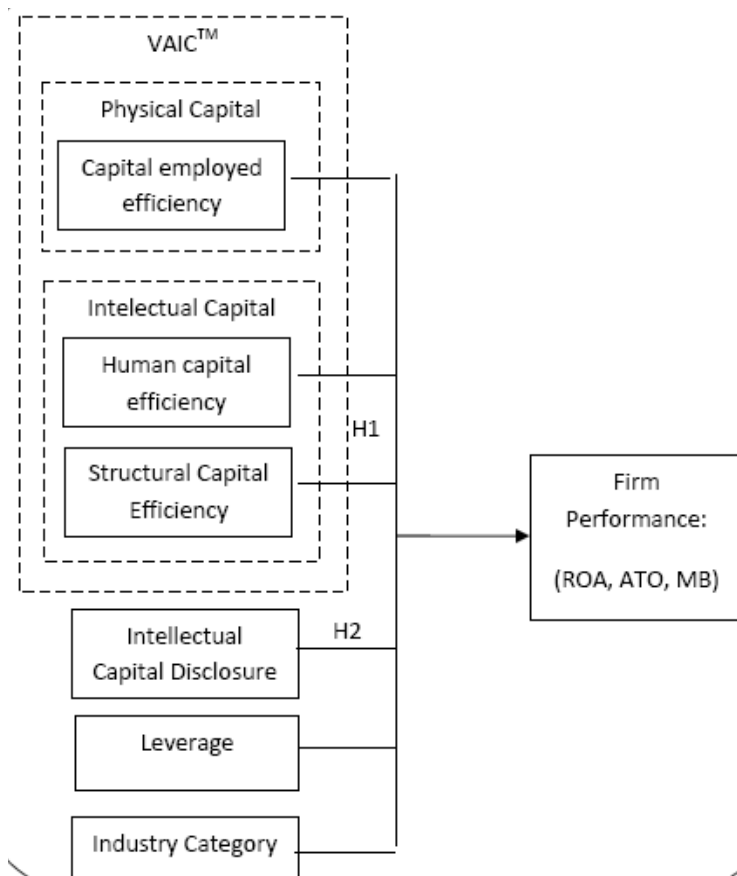 VAIC™
Physical Capital
Capital employed
efficiency
Intelectual Capital
Human capital
efficiency
H1
Structural Capital
Efficiency
Firm
Performance:
(ROA, ATO, MB)
H2
Intellectual
Capital Disclosure
Leverage
Industry Category